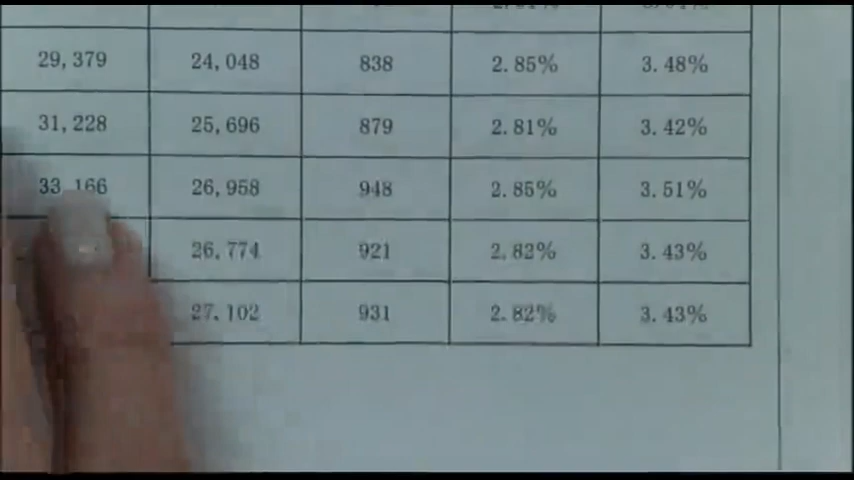 29,379 24,048 838 2.85% 3.48%
31,228 25,696 879 2.81% 3.42%
33,166 26,958 948 2.85% 3.51%
26,774 921 2.82% 3.43%
27,102 931 2.82% 3.43%